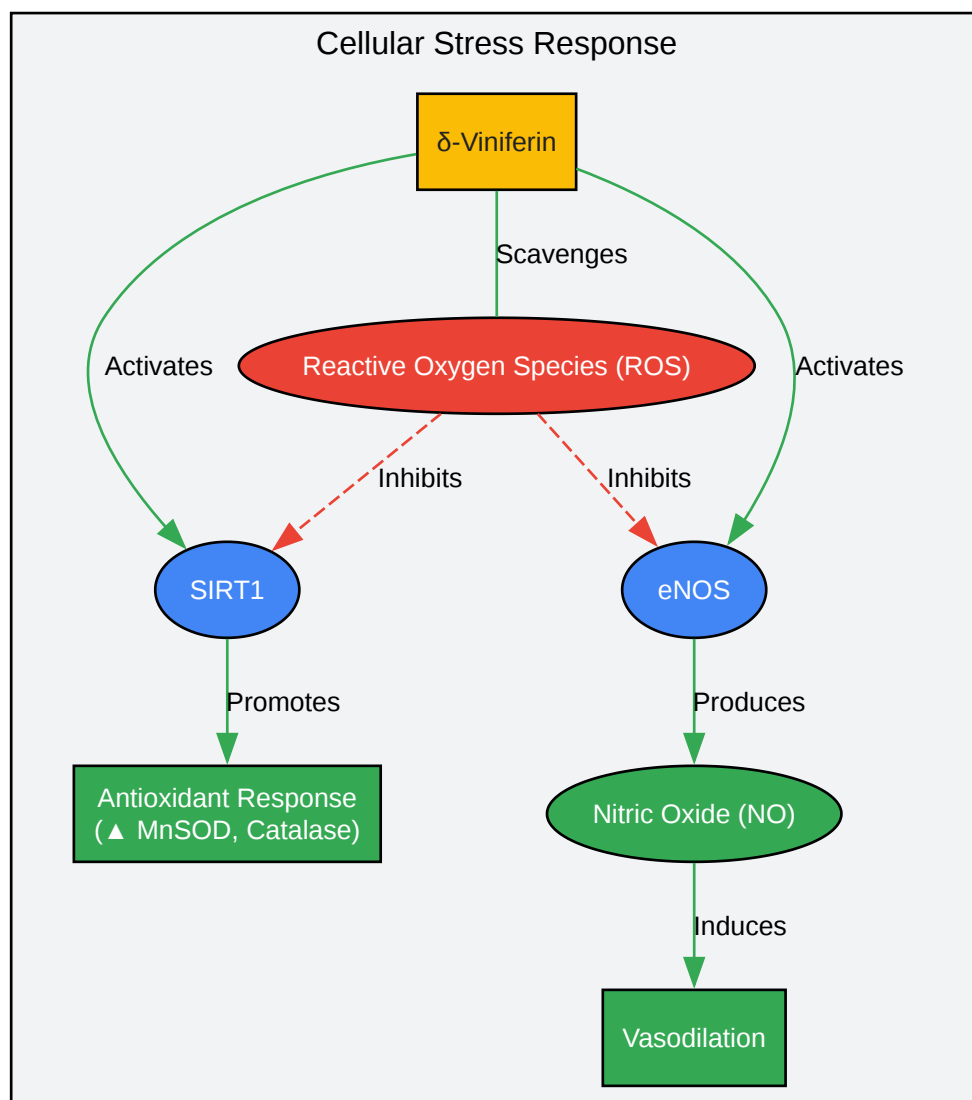 Cellular Stress Response
δ-Viniferin
Scavenges
Activates
Reactive Oxygen Species (ROS)
Activates
Inhibits
Inhibits
SIRT1
eNOS
Promotes
Produces
Antioxidant Response
(▲ MnSOD, Catalase)
Nitric Oxide (NO)
Induces
Vasodilation